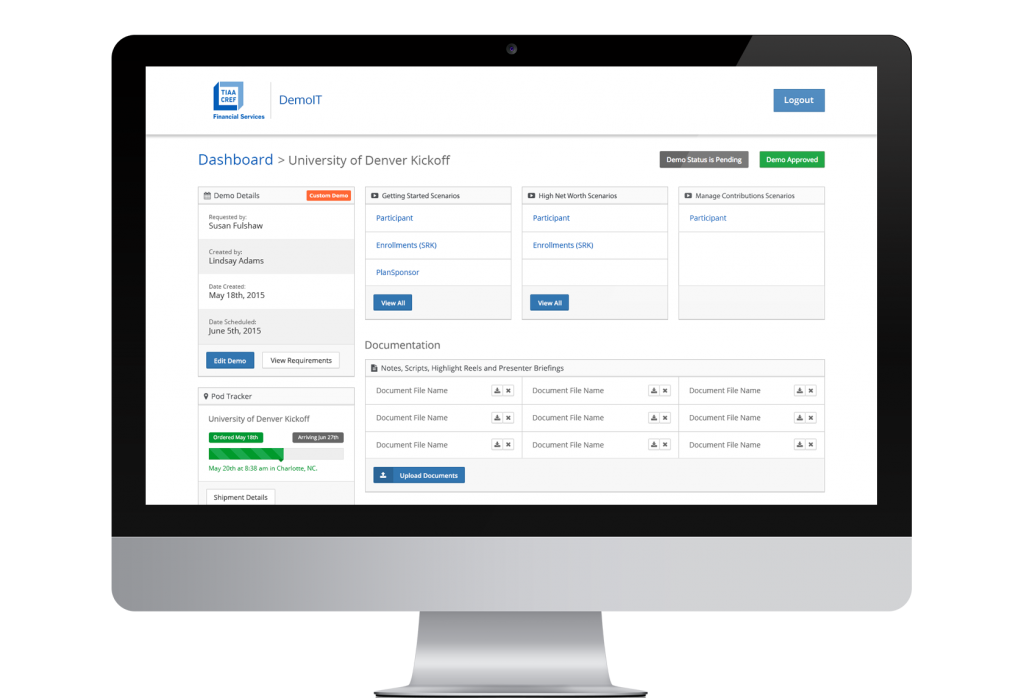 TIAA
CREF
Financial Services
DemoIT
Logout
Dashboard > University of Denver Kickoff
Demo Status is Pending
Demo Approved
Demo Details
Custom Demo
Requested by:
Susan Fulshaw
Created by:
Lindsay Adams
Date Created:
May 18th, 2015
Date Scheduled:
June 5th, 2015
Edit Demo
View Requirements
Pod Tracker
University of Denver Kickoff
Ordered May 18th
Arriving Jun 27th
May 20th at 8:38 am in Charlotte, NC.
Shipment Details
Getting Started Scenarios
Participant
Enrollments (SRK)
PlanSponsor
View All
High Net Worth Scenarios
Participant
Enrollments (SRK)
View All
Manage Contributions Scenarios
Participant
Documentation
Notes, Scripts, Highlight Reels and Presenter Briefings
Document File Name
Document File Name
Document File Name
Document File Name
Document File Name
Document File Name
Document File Name
Document File Name
Document File Name
Upload Documents